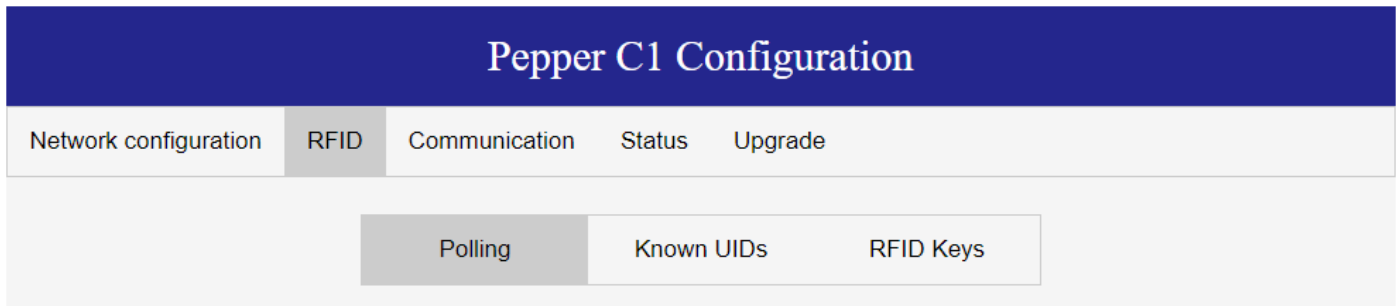 Pepper C1 Configuration
Network configuration RFID Communication Status Upgrade
Polling Known UIDs RFID Keys